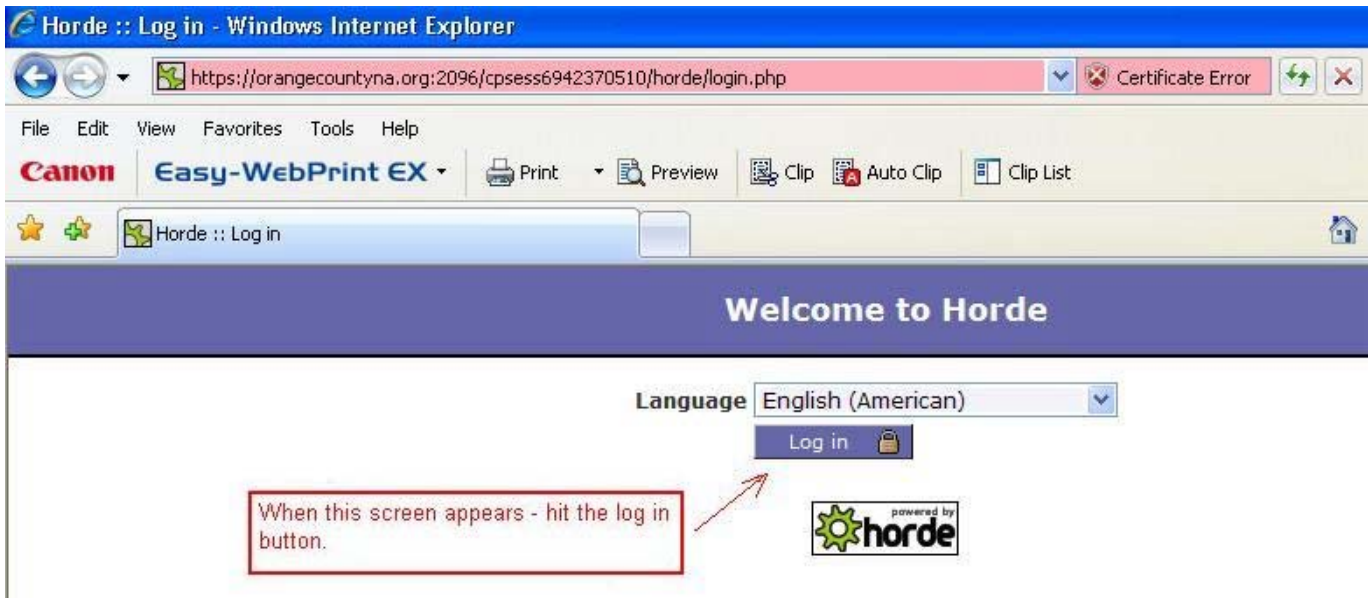 Horde :: Log in - Windows Internet Explorer
https://orangecountyna.org:2096/cpsess6942370510/horde/login.php Certificate Error
File Edit View Favorites Tools Help
Canon Easy-WebPrint EX Print Preview Clip Auto Clip Clip List
Horde :: Log in
Welcome to Horde
Language English (American)
Log in
When this screen appears - hit the log in
button.
powered by
horde